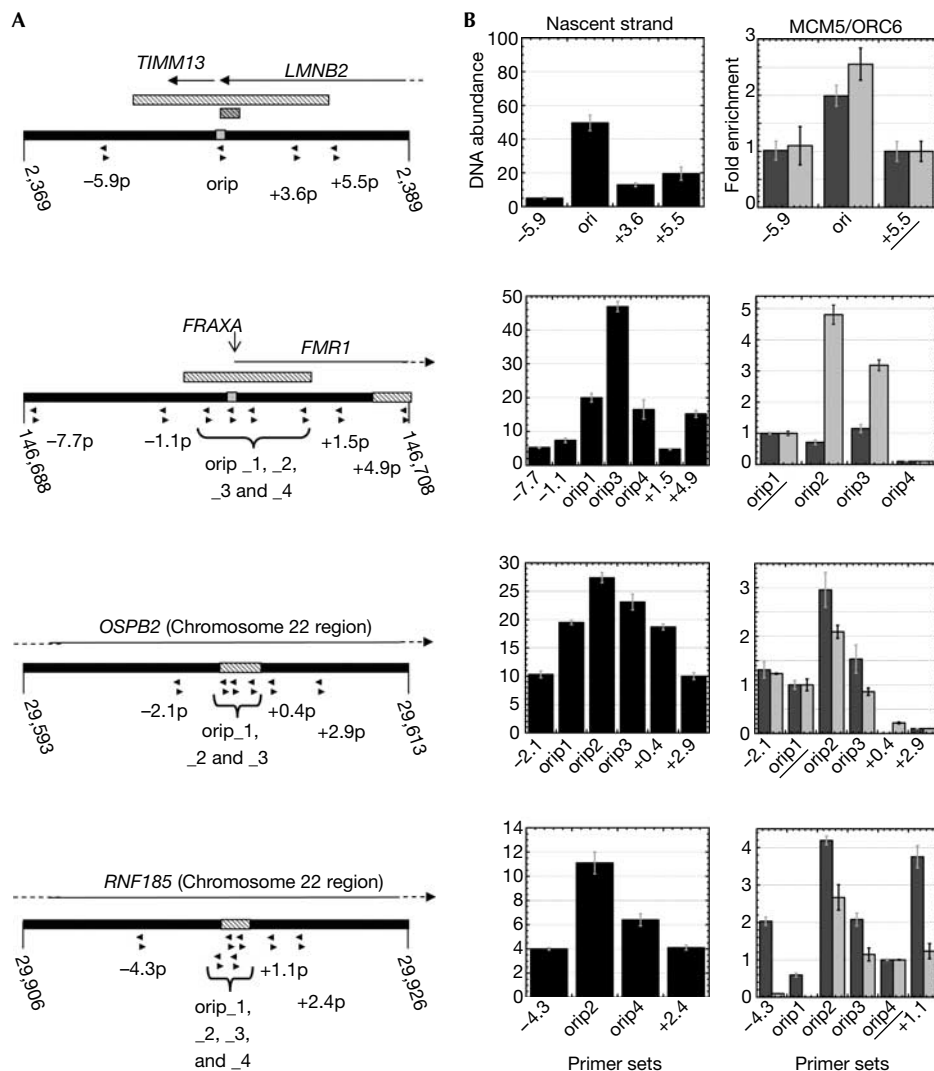 A
TIMM13 LMNB2
−5.9p orip +3.6p +5.5p
2,369 2,389
FRAXA
FMR1
−7.7p −1.1p +1.5p
orip _1, _2, +4.9p
_3 and _4
146,688 146,708
OSPB2 (Chromosome 22 region)
−2.1p +0.4p
orip_1, +2.9p
_2 and _3
29,593 29,613
RNF185 (Chromosome 22 region)
−4.3p +1.1p
+2.4p
orip_1,
_2, _3,
and _4
29,906 29,926
B
Nascent strand
DNA abundance
100
80
60
40
20
0
−5.9 ori +3.6 +5.5
MCM5/ORC6
Fold enrichment
3
2
1
0
−5.9 ori +5.5
50
40
30
20
10
0
−7.7 −1.1 orip1 orip3 orip4 +1.5 +4.9
5
4
3
2
1
0
orip1 orip2 orip3 orip4
30
25
20
15
10
5
0
−2.1 orip1 orip2 orip3 +0.4 +2.9
3
2
1
0
−2.1 orip1 orip2 orip3 +0.4 +2.9
14
12
10
8
6
4
2
0
−4.3 orip2 orip4 +2.4
Primer sets
4
3
2
1
0
−4.3 orip1 orip2 orip3 orip4 +1.1
Primer sets